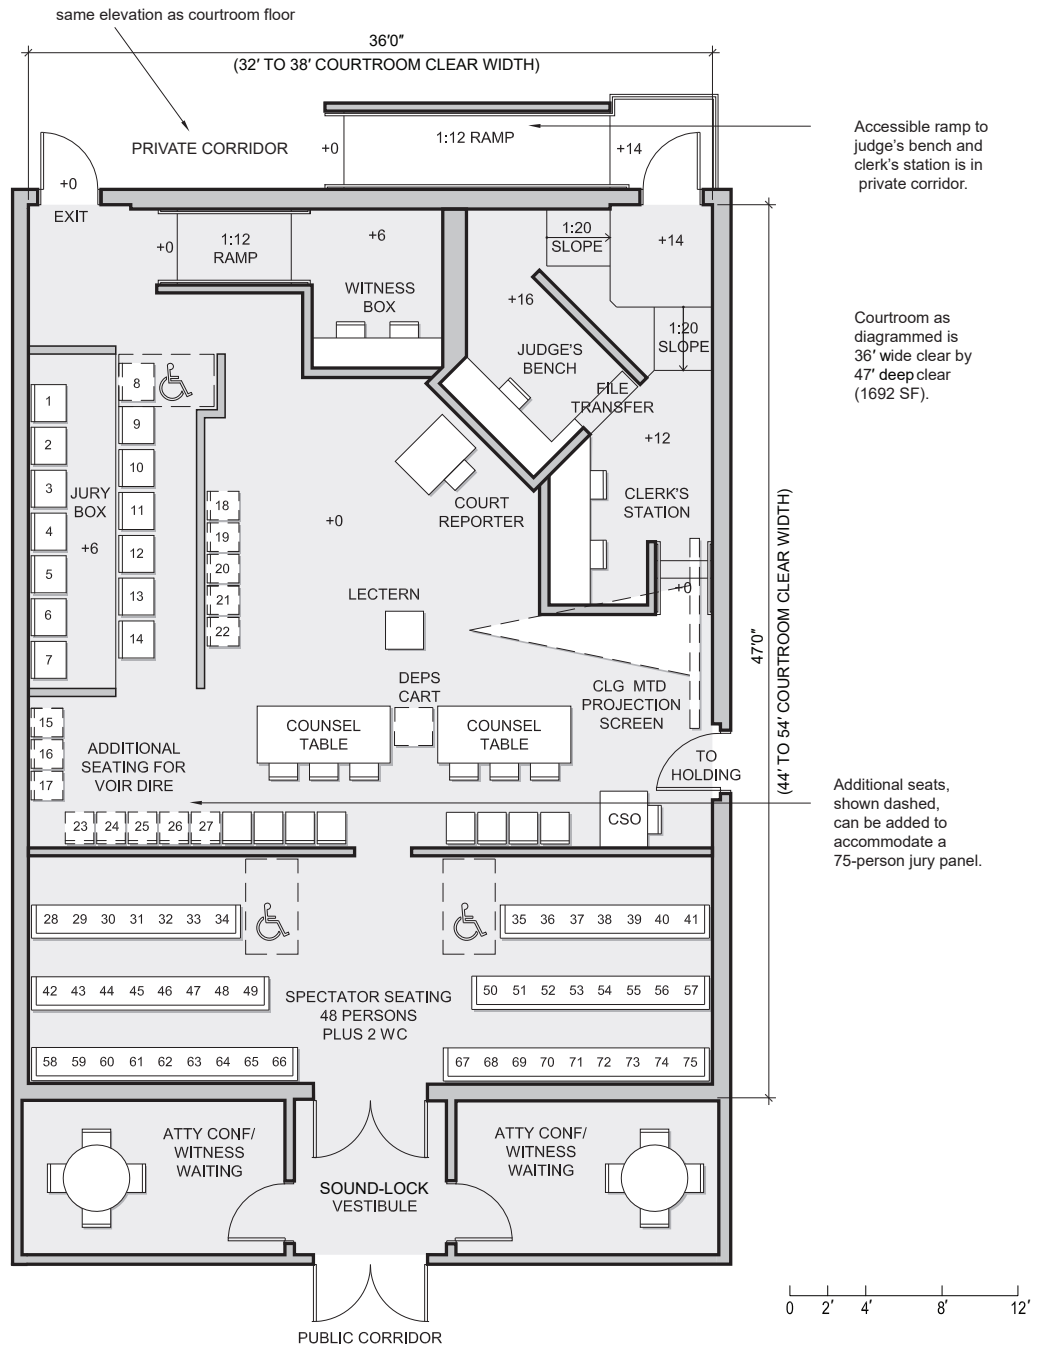 same elevation as courtroom floor
36′0″
(32′ TO 38′ COURTROOM CLEAR WIDTH)
PRIVATE CORRIDOR
+0
1:12 RAMP
+14
Accessible ramp to
judge's bench and
clerk's station is in
private corridor.
+0
EXIT
+0
1:12
RAMP
+6
WITNESS
BOX
1:20
SLOPE
+14
+16
1:20
SLOPE
JUDGE'S
BENCH
FILE
TRANSFER
+12
Courtroom as
diagrammed is
36′ wide clear by
47′ deep clear
(1692 SF).
CLERK'S
STATION
COURT
REPORTER
+0
+0
JURY
BOX
+6
1
2
3
4
5
6
7
8
9
10
11
12
13
14
18
19
20
21
22
LECTERN
DEPS
CART
CLG MTD
PROJECTION
SCREEN
47′0″
(44′ TO 54′ COURTROOM CLEAR WIDTH)
15
16
17
ADDITIONAL
SEATING FOR
VOIR DIRE
COUNSEL
TABLE
COUNSEL
TABLE
TO
HOLDING
Additional seats,
shown dashed,
can be added to
accommodate a
75-person jury panel.
23 24 25 26 27
CSO
28 29 30 31 32 33 34
35 36 37 38 39 40 41
42 43 44 45 46 47 48 49
50 51 52 53 54 55 56 57
SPECTATOR SEATING
48 PERSONS
PLUS 2 WC
58 59 60 61 62 63 64 65 66
67 68 69 70 71 72 73 74 75
ATTY CONF/
WITNESS
WAITING
ATTY CONF/
WITNESS
WAITING
SOUND-LOCK
VESTIBULE
PUBLIC CORRIDOR
0 2′ 4′ 8′ 12′